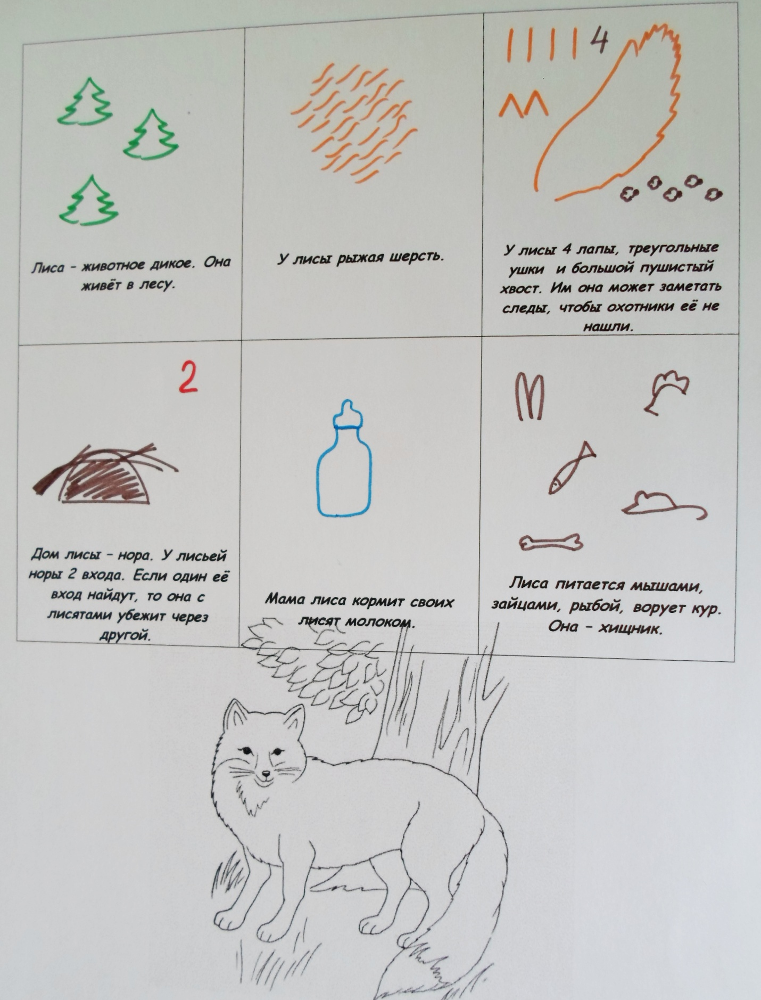 Лиса – животное дикое. Она
живёт в лесу.
У лисы рыжая шерсть.
4
У лисы 4 лапы, треугольные
ушки и большой пушистый
хвост. Им она может заметать
следы, чтобы охотники её не
нашли.
2
Дом лисы – нора. У лисьей
норы 2 входа. Если один её
вход найдут, то она с
лисятами убежит через
другой.
Мама лиса кормит своих
лисят молоком.
Лиса питается мышами,
зайцами, рыбой, ворует кур.
Она – хищник.